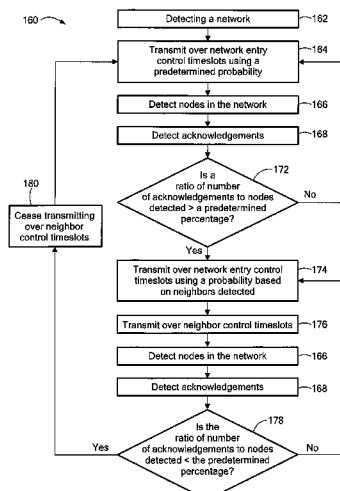 160
Detecting a network
162
Transmit over network entry
control timeslots using a
predetermined probability
164
Detect nodes in the network
166
Detect acknowledgements
168
180
Cease transmitting
over neighbor
control timeslots
172
Is a
ratio of number
of acknowledgements to nodes
detected > a predetermined
percentage?
No
Yes
Transmit over network entry control
timeslots using a probability based
on neighbors detected
174
Transmit over neighbor control timeslots
176
Detect nodes in the network
166
Detect acknowledgements
168
178
Is the
ratio of number
of acknowledgements to nodes
detected < the predetermined
percentage?
Yes
No